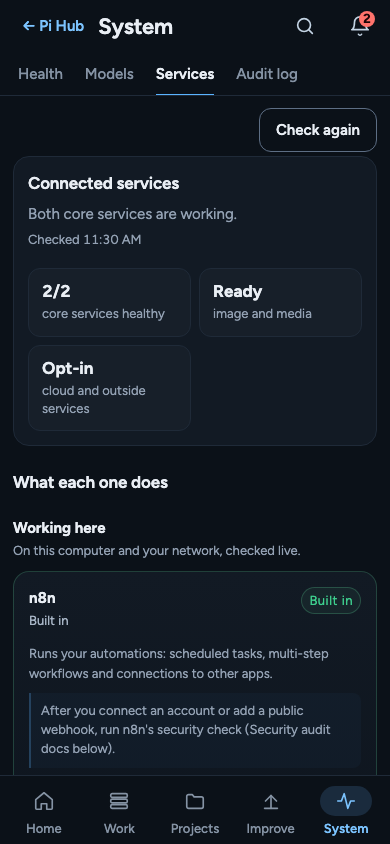 ← Pi Hub System 2
Health Models Services Audit log
Check again
Connected services
Both core services are working.
Checked 11:30 AM
2/2
core services healthy
Ready
image and media
Opt-in
cloud and outside
services
What each one does
Working here
On this computer and your network, checked live.
n8n
Built in
Built in
Runs your automations: scheduled tasks, multi-step
workflows and connections to other apps.
After you connect an account or add a public
webhook, run n8n's security check (Security audit
docs below).
Home Work Projects Improve System